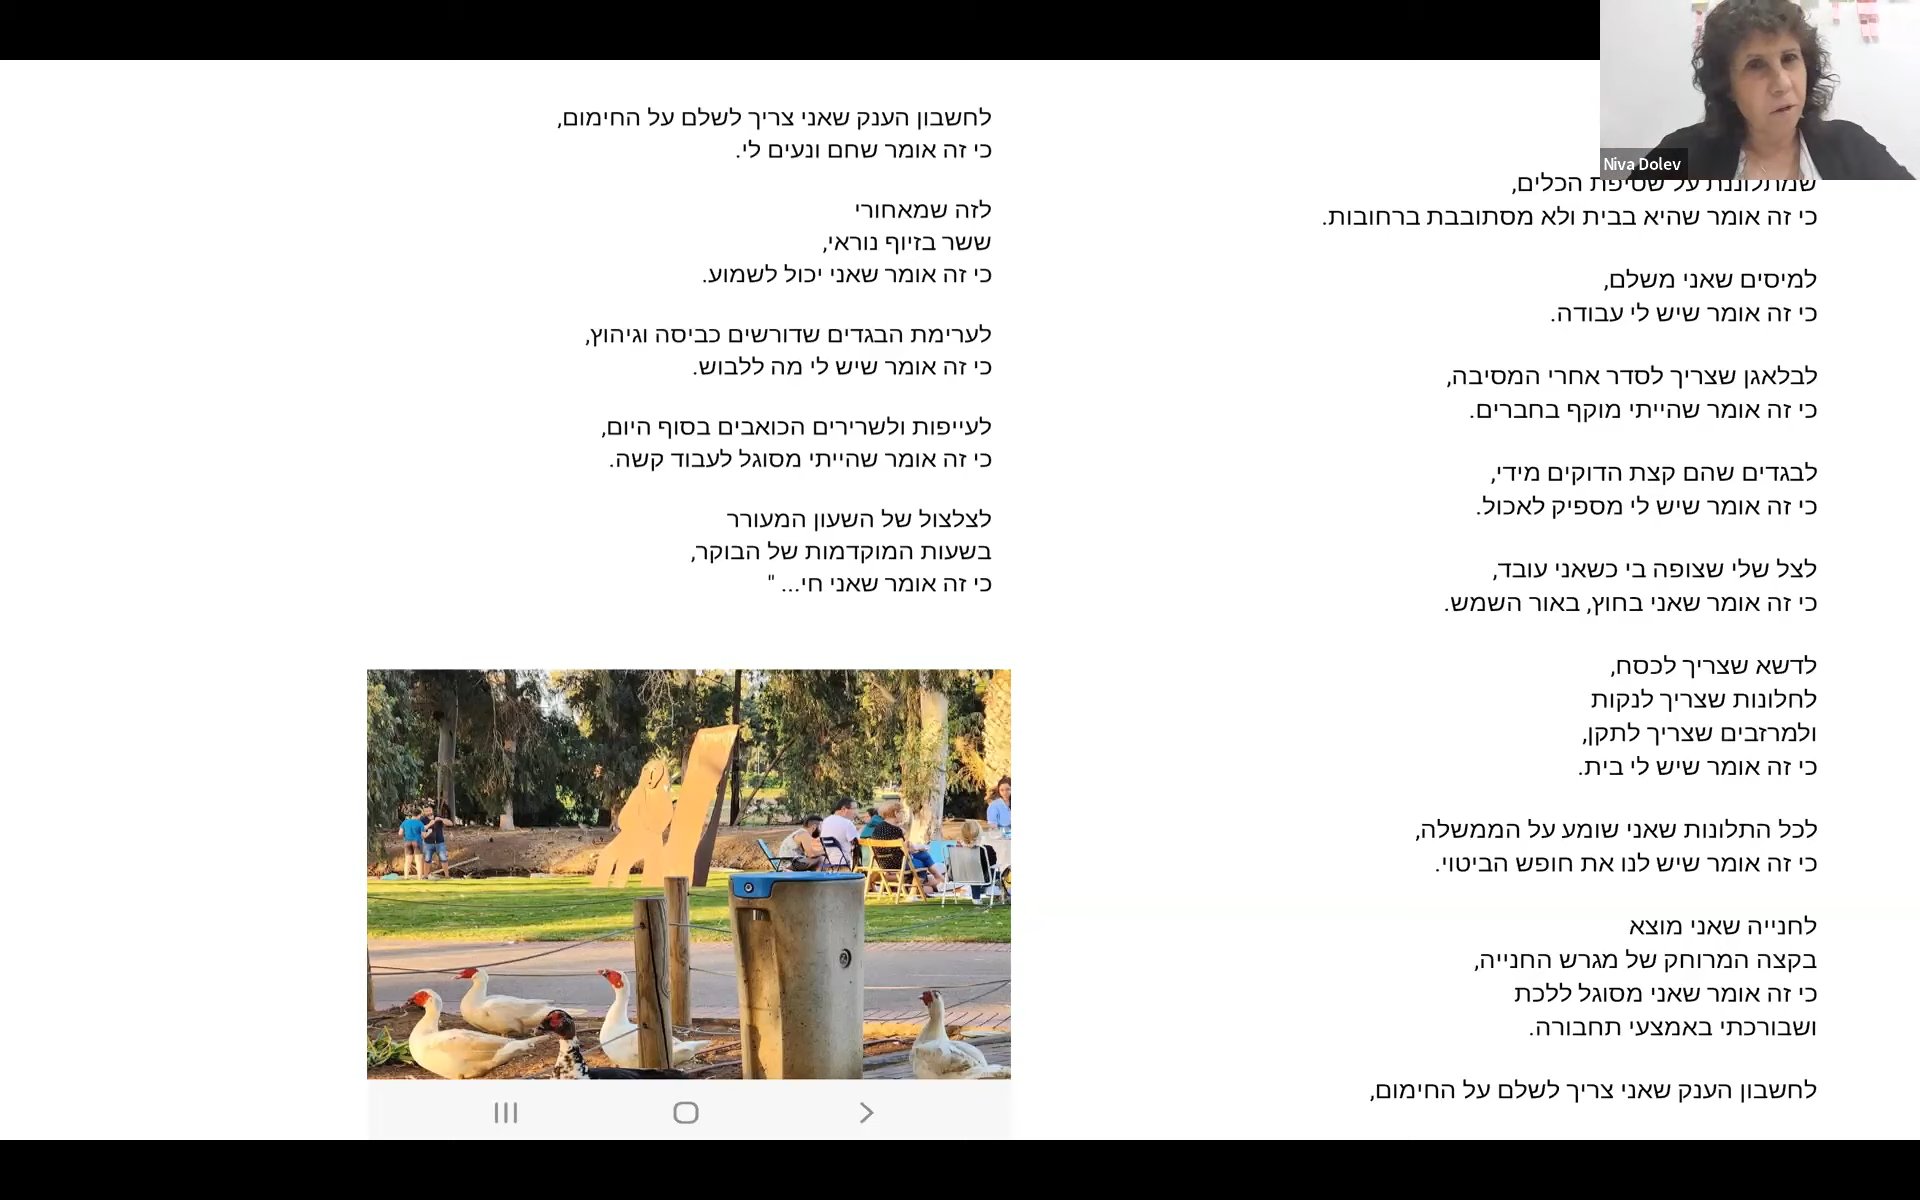 Niva Dolev
שמתלוננת על שטיפת הכלים,
כי זה אומר שהיא בבית ולא מסתובבת ברחובות.
למיסים שאני משלם,
כי זה אומר שיש לי עבודה.
לבלאגן שצריך לסדר אחרי המסיבה,
כי זה אומר שהייתי מוקף בחברים.
לבגדים שהם קצת הדוקים מידי,
כי זה אומר שיש לי מספיק לאכול.
לצל שלי שצופה בי כשאני עובד,
כי זה אומר שאני בחוץ, באור השמש.
לדשא שצריך לכסח,
לחלונות שצריך לנקות
ולמרזבים שצריך לתקן,
כי זה אומר שיש לי בית.
לכל התלונות שאני שומע על הממשלה,
כי זה אומר שיש לנו את חופש הביטוי.
לחנייה שאני מוצא
בקצה המרוחק של מגרש החנייה,
כי זה אומר שאני מסוגל ללכת
ושבורכתי באמצעי תחבורה.
לחשבון הענק שאני צריך לשלם על החימום,
לחשבון הענק שאני צריך לשלם על החימום,
כי זה אומר שחם ונעים לי.
לזה שמאחורי
ששר בזיוף נוראי,
כי זה אומר שאני יכול לשמוע.
לערימת הבגדים שדורשים כביסה וגיהוץ,
כי זה אומר שיש לי מה ללבוש.
לעייפות ולשרירים הכואבים בסוף היום,
כי זה אומר שהייתי מסוגל לעבוד קשה.
לצלצול של השעון המעורר
בשעות המוקדמות של הבוקר,
כי זה אומר שאני חי... "